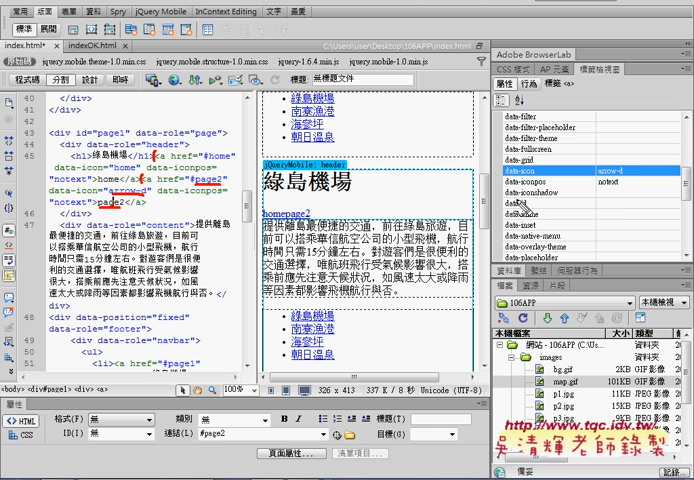 常用 版面 表單 資料 Spry jQuery Mobile InContext Editing 文字 最愛
標準 展開
index.html* × indexOK.html × C:\Users\user\Desktop\106APP\index.html
原始碼 jquery.mobile.theme-1.0.min.css jquery.mobile.structure-1.0.min.css jquery-1.6.4.min.js jquery.mobile-1.0.min.js
程式碼 分割 設計 即時 標題: 無標題文件
40 </div>
41 </div>
42
43 <div id="page1" data-role="page">
44 <div data-role="header">
45 <h1>綠島機場</h1><a href="#home"
data-icon="home" data-iconpos=
"notext">home</a><a href="#page2"
data-icon="arrow-d" data-iconpos=
"notext">page2</a>
46 </div>
47 <div data-role="content">提供離島
最便捷的交通，前往綠島旅遊，目前可
以搭乘華信航空公司的小型飛機，航行
時間只需15分鐘左右。對遊客們是很便
利的交通選擇，唯航班飛行受氣候影響
很大，搭乘前應先注意天候狀況，如風
速太大或降雨等因素都影響飛機航行與否。</
div>
48 <div data-position="fixed"
data-role="footer">
49 <div data-role="navbar">
50 <ul>
51 <li><a href="#page1"
綠島機場
南寮漁港
海參坪
朝日溫泉
jQueryMobile: header
綠島機場
homepage2
提供離島最便捷的交通，前往綠島旅遊，目
前可以搭乘華信航空公司的小型飛機，航行
時間只需15分鐘左右。對遊客們是很便利的
交通選擇，唯航班飛行受氣候影響很大，搭
乘前應先注意天候狀況，如風速太大或降雨
等因素都影響飛機航行與否。
綠島機場
南寮漁港
海參坪
朝日溫泉
<body> <div#page1> <div> <a>
100% 326 x 413 337 K / 8 秒 Unicode (UTF-8)
屬性
HTML 格式(F) 無 類別 無 B I 標題(T)
CSS ID(I) 無 連結(L) #page2 目標(G)
頁面屬性... 清單項目...
Adobe BrowserLab
CSS 樣式 AP 元素 標籤檢視窗
屬性 行為 標籤 <a>
data-filter
data-filter-placeholder
data-filter-theme
data-fullscreen
data-grid
data-icon arrow-d
data-iconpos notext
data-iconshadow
data-inset
data-native-menu
data-overlay-theme
data-placeholder
資料庫 繫結 伺服器行為
檔案 資源 片段
106APP 本機檢視
本機檔案 大小 類型
網站 - 106APP (C:\Us... 資料夾
images 資料夾
bg.gif 2KB GIF 影像
map.gif 101KB GIF 影像
p1.jpg 11KB JPEG 影像
p2.jpg 15KB JPEG 影像
p3.jpg 9KB JPEG 影像
http://www.tqc.idv.tw/
吳清輝老師錄製
備妥 記錄...